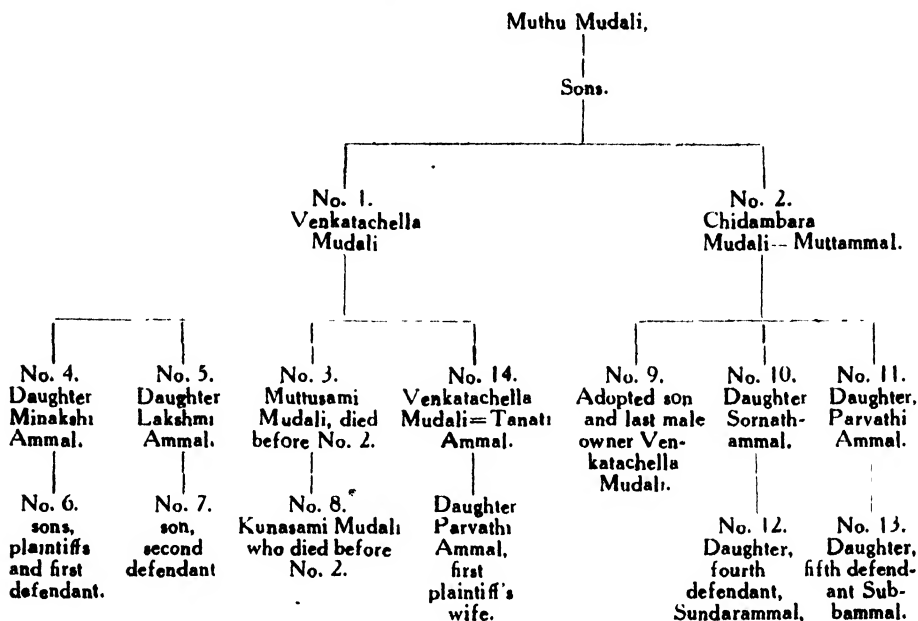 Muthu Mudali,
Sons.
No. 1.
Venkatachella
Mudali
No. 2.
Chidambara
Mudali-- Muttammal.
No. 4.
Daughter
Minakshi
Ammal.
No. 5.
Daughter
Lakshmi
Ammal.
No. 3.
Muttusami
Mudali, died
before No. 2.
No. 14.
Venkatachella
Mudali=Tanati
Ammal.
No. 9.
Adopted son
and last male
owner Ven-
katachella
Mudali.
No. 10.
Daughter
Sornath-
ammal.
No. 11.
Daughter,
Parvathi
Ammal.
No. 6.
sons,
plaintiffs
and first
defendant.
No. 7.
son,
second
defendant
No. 8.
Kunasami Mudali
who died before
No. 2.
Daughter
Parvathi
Ammal,
first
plaintiff's
wife.
No. 12.
Daughter,
fourth
defendant,
Sundarammal,
No. 13.
Daughter,
fifth defend-
ant Sub-
bammal.